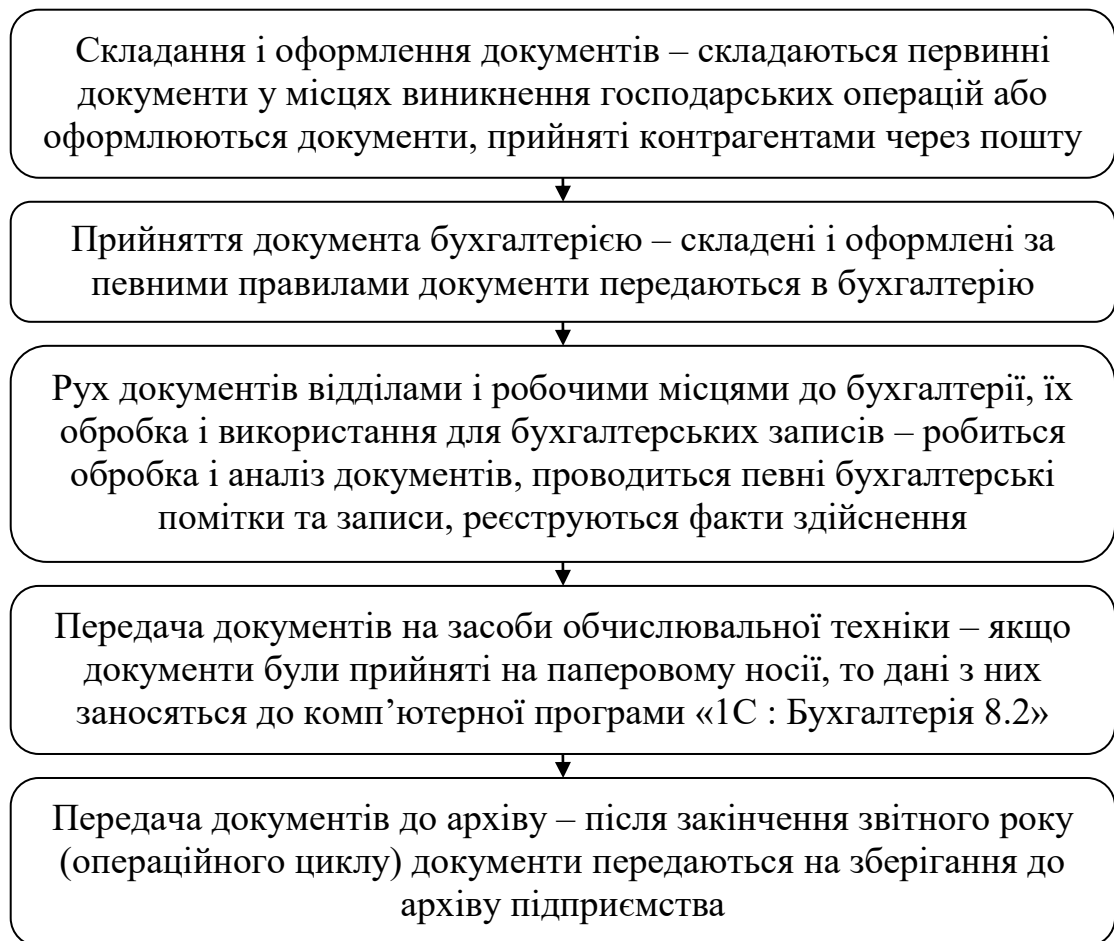 Складання і оформлення документів – складаються первинні
документи у місцях виникнення господарських операцій або
оформлюються документи, прийняті контрагентами через пошту
Прийняття документа бухгалтерією – складені і оформлені за
певними правилами документи передаються в бухгалтерію
Рух документів відділами і робочими місцями до бухгалтерії, їх
обробка і використання для бухгалтерських записів – робиться
обробка і аналіз документів, проводиться певні бухгалтерські
помітки та записи, реєструються факти здійснення
Передача документів на засоби обчислювальної техніки – якщо
документи були прийняті на паперовому носії, то дані з них
заносяться до комп’ютерної програми «1С : Бухгалтерія 8.2»
Передача документів до архіву – після закінчення звітного року
(операційного циклу) документи передаються на зберігання до
архіву підприємства